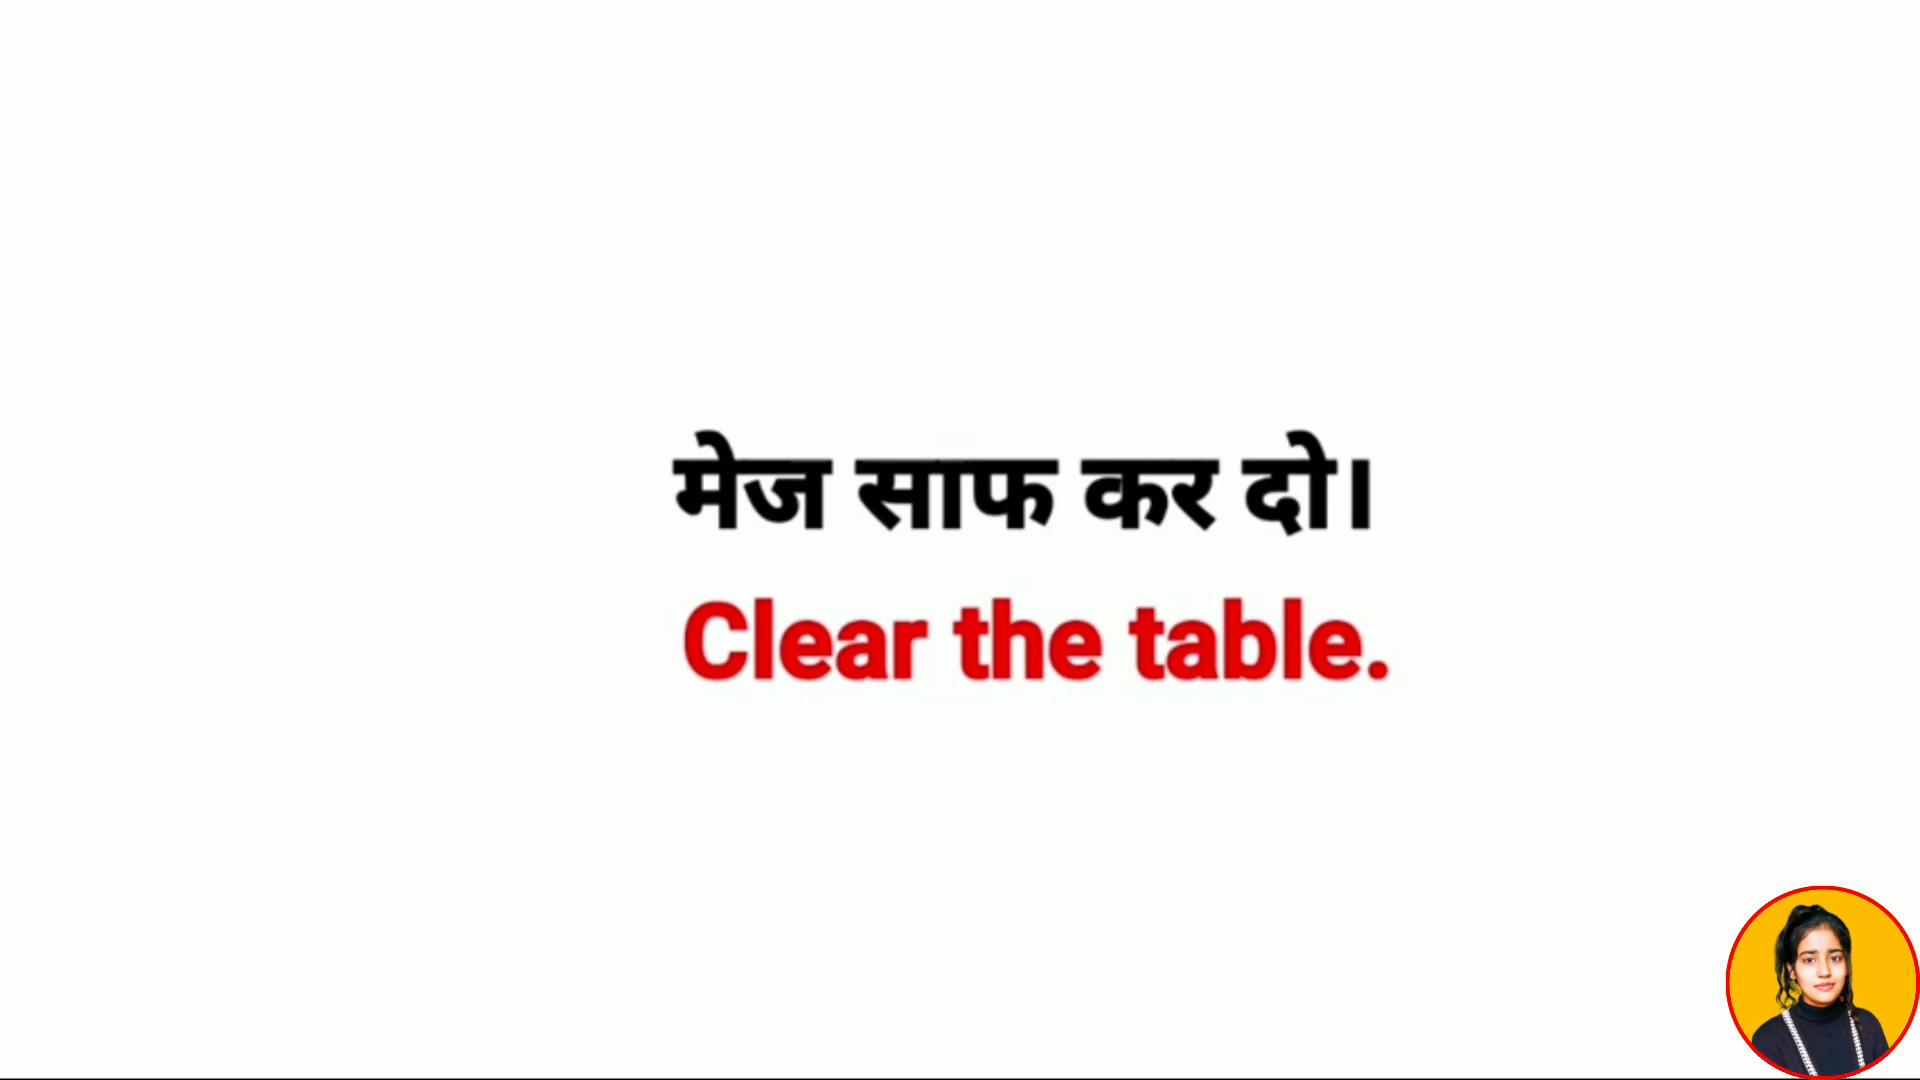 मेज साफ कर दो।
Clear the table.